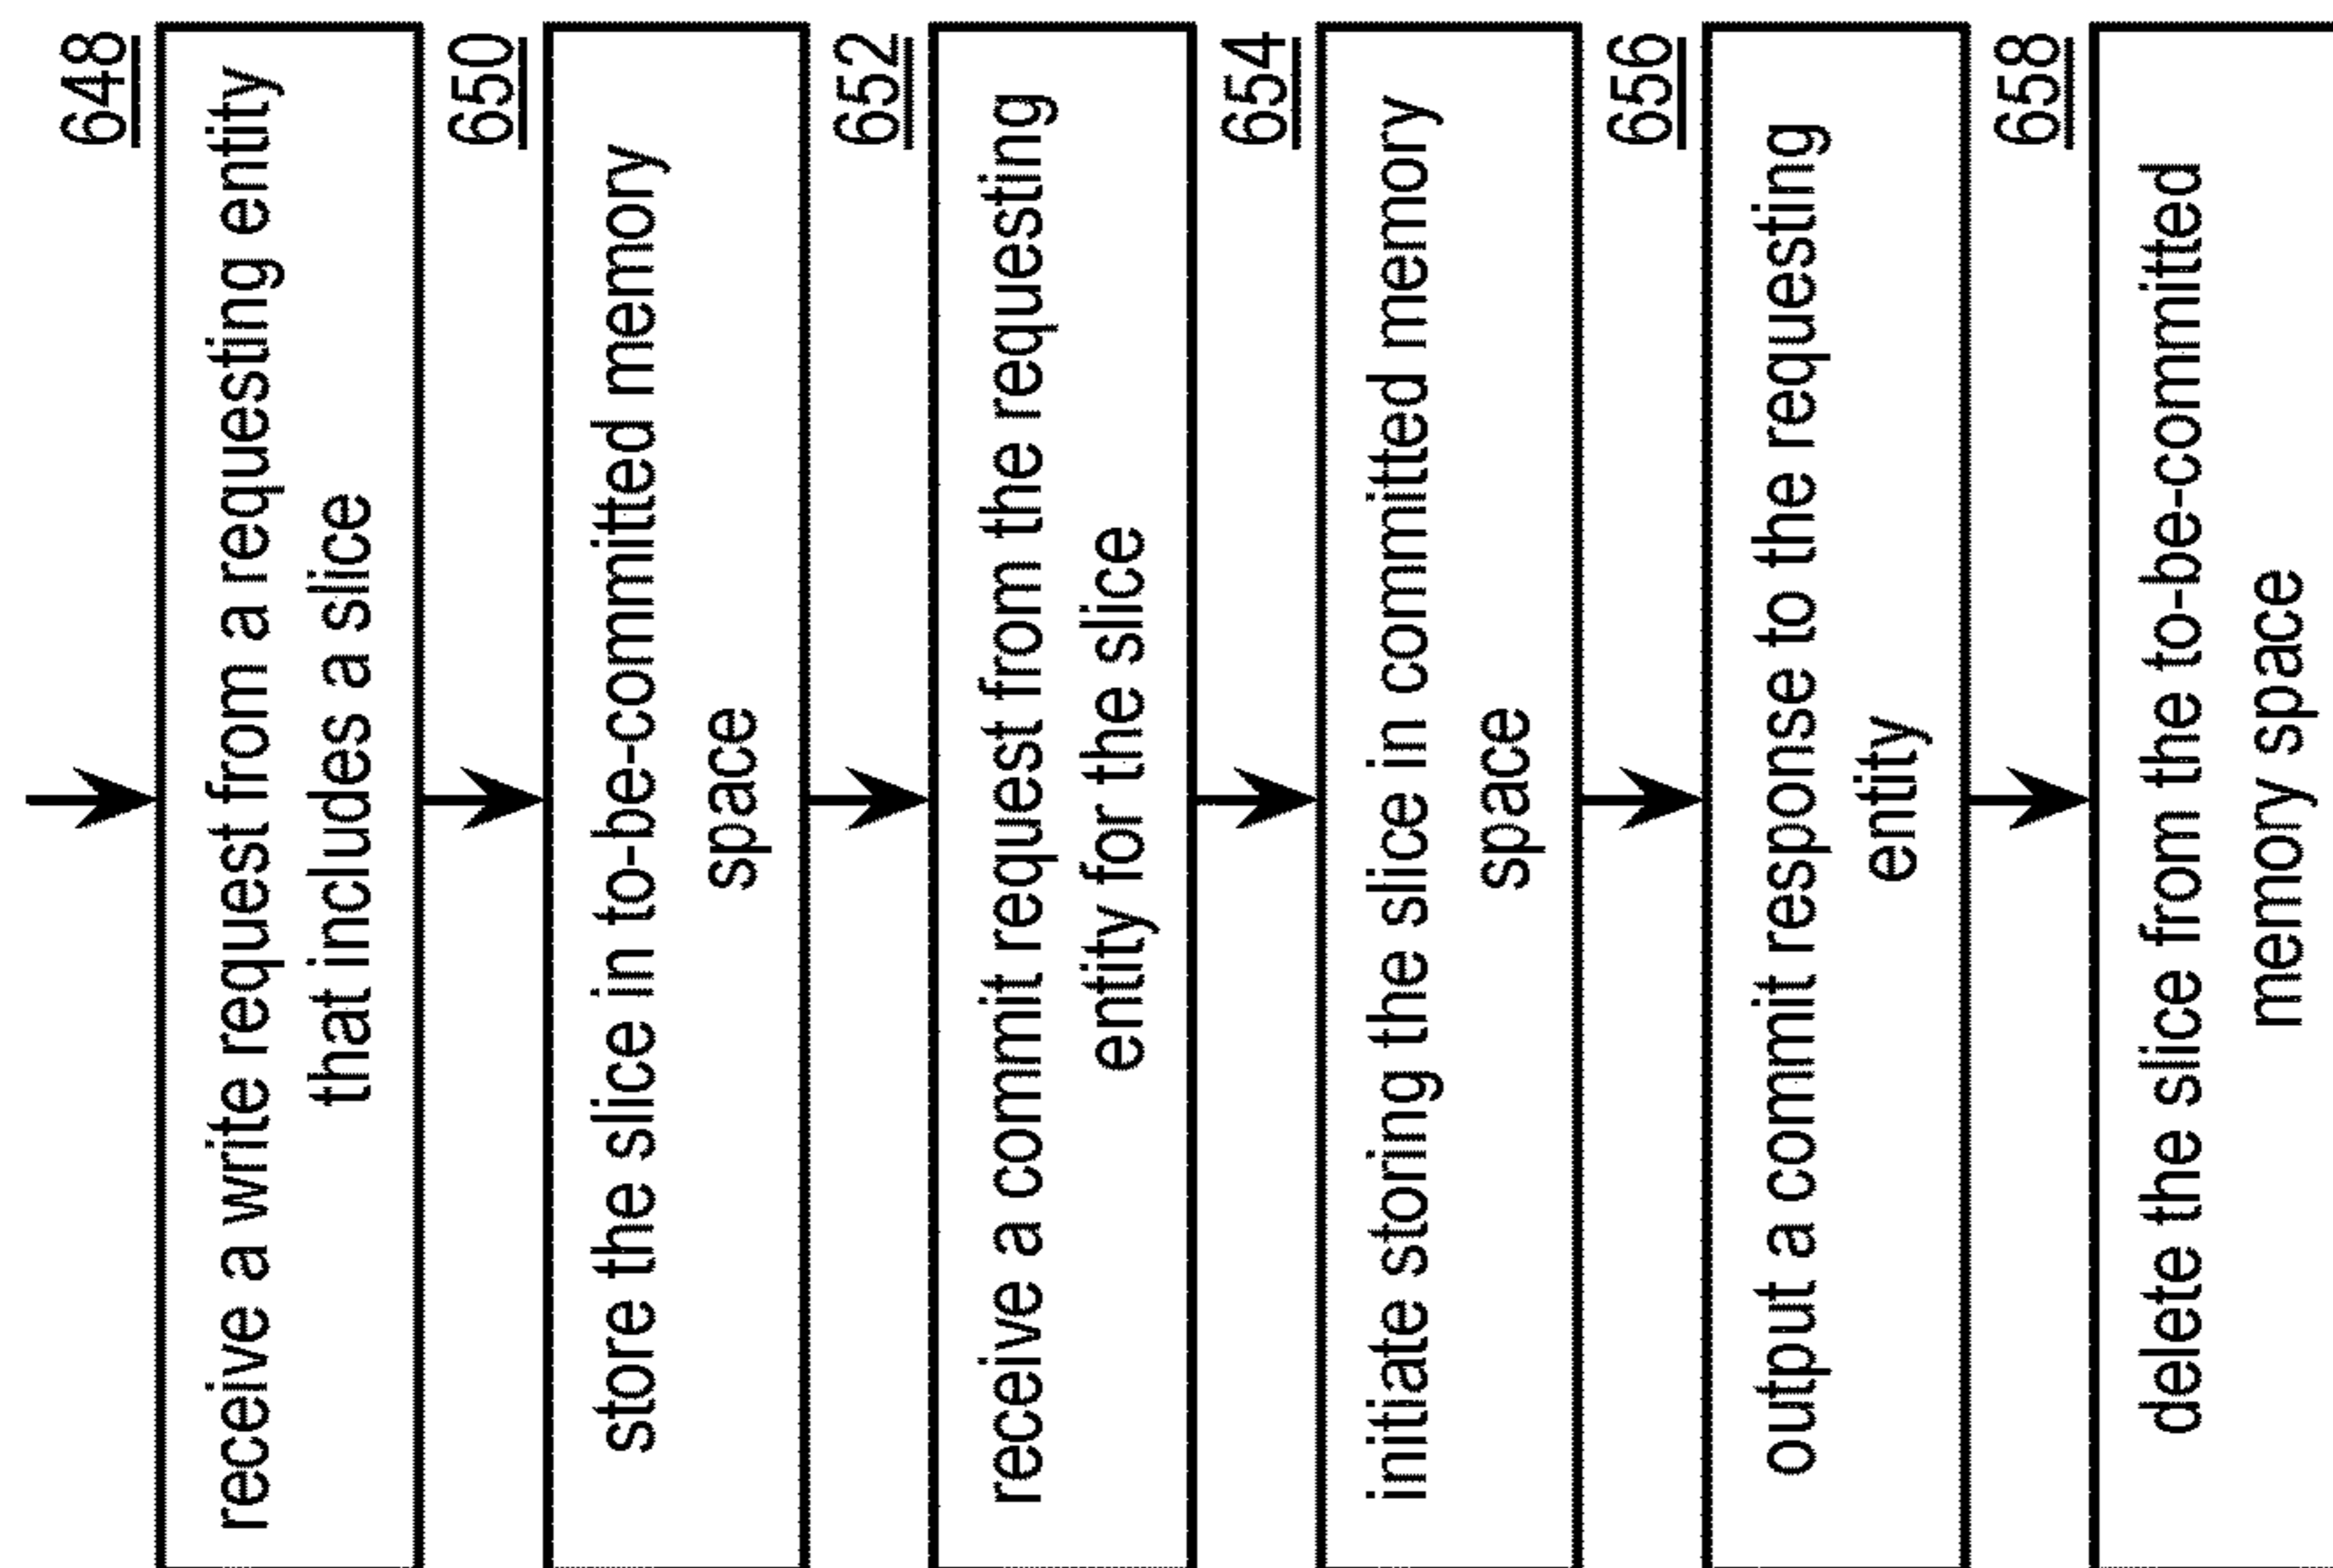 648
receive a write request from a requesting entity
that includes a slice
650
store the slice in to-be-committed memory
space
652
receive a commit request from the requesting
entity for the slice
654
initiate storing the slice in committed memory
space
656
output a commit response to the requesting
entity
658
delete the slice from the to-be-committed
memory space